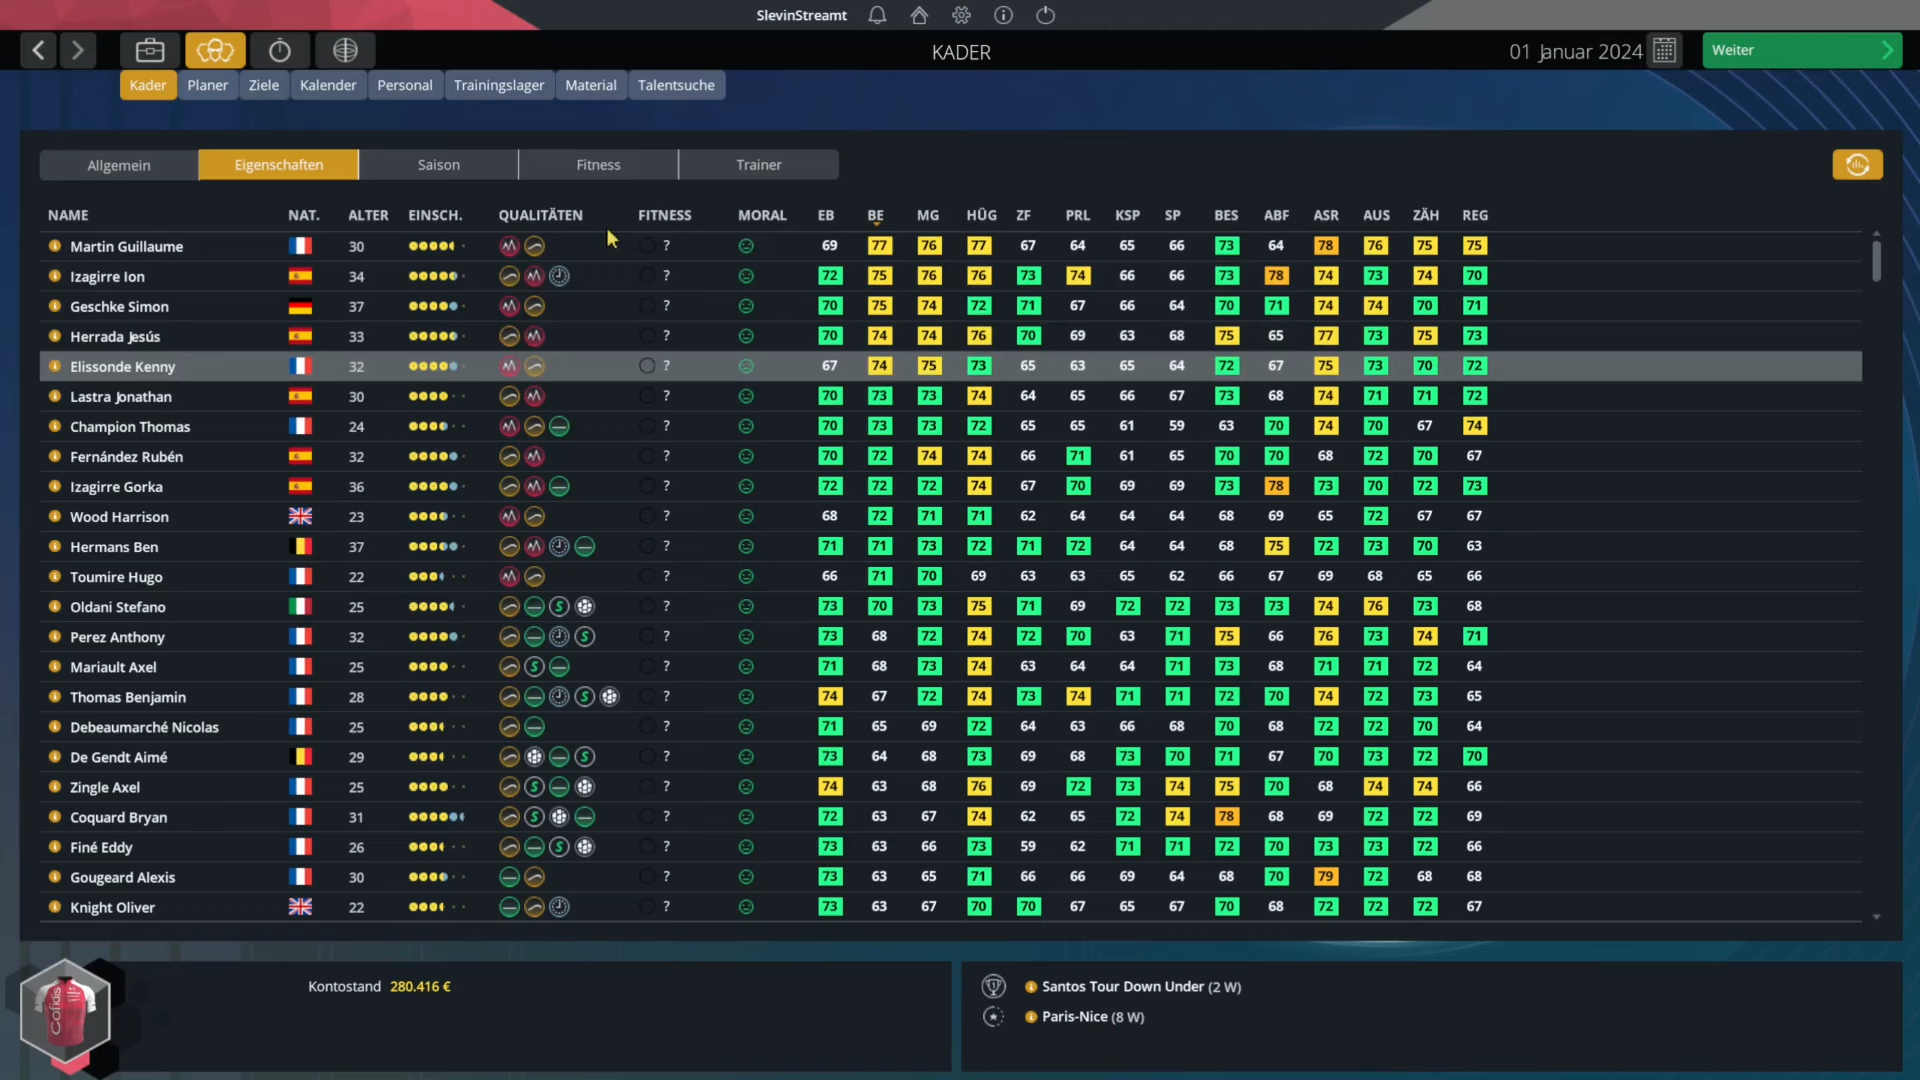 SlevinStreamt
KADER
01 Januar 2024
Weiter
Kader Planer Ziele Kalender Personal Trainingslager Material Talentsuche
Allgemein Eigenschaften Saison Fitness Trainer
NAME NAT. ALTER EINSCH. QUALITÄTEN FITNESS MORAL EB BE MG HÜG ZF PRL KSP SP BES ABF ASR AUS ZÄH REG
Martin Guillaume 30 ? 69 77 76 77 67 64 65 66 73 64 78 76 75 75
Izagirre Ion 34 ? 72 75 76 76 73 74 66 66 73 78 74 73 74 70
Geschke Simon 37 ? 70 75 74 72 71 67 66 64 70 71 74 74 70 71
Herrada Jesús 33 ? 70 74 74 76 70 69 63 68 75 65 77 73 75 73
Elissonde Kenny 32 ? 67 74 75 73 65 63 65 64 72 67 75 73 70 72
Lastra Jonathan 30 ? 70 73 73 74 64 65 66 67 73 68 74 71 71 72
Champion Thomas 24 ? 70 73 73 72 65 65 61 59 63 70 74 70 67 74
Fernández Rubén 32 ? 70 72 74 74 66 71 61 65 70 70 68 72 70 67
Izagirre Gorka 36 ? 72 72 72 74 67 70 69 69 73 78 73 70 72 73
Wood Harrison 23 ? 68 72 71 71 62 64 64 64 68 69 65 72 67 67
Hermans Ben 37 ? 71 71 73 72 71 72 64 64 68 75 72 73 70 63
Toumire Hugo 22 ? 66 71 70 69 63 63 65 62 66 67 69 68 65 66
Oldani Stefano 25 S ? 73 70 73 75 71 69 72 72 73 73 74 76 73 68
Perez Anthony 32 S ? 73 68 72 74 72 70 63 71 75 66 76 73 74 71
Mariault Axel 25 S ? 71 68 73 74 63 64 64 71 73 68 71 71 72 64
Thomas Benjamin 28 S ? 74 67 72 74 73 74 71 71 72 70 74 72 73 65
Debeaumarché Nicolas 25 ? 71 65 69 72 64 63 66 68 70 68 72 72 70 64
De Gendt Aimé 29 S ? 73 64 68 73 69 68 73 70 71 67 70 73 72 70
Zingle Axel 25 S ? 74 63 68 76 69 72 73 74 75 70 68 74 74 66
Coquard Bryan 31 S ? 72 63 67 74 62 65 72 74 78 68 69 72 72 69
Finé Eddy 26 S ? 73 63 66 73 59 62 71 71 72 70 73 73 72 66
Gougeard Alexis 30 ? 73 63 65 71 66 66 69 64 68 70 79 72 68 68
Knight Oliver 22 ? 73 63 67 70 70 67 65 67 70 68 72 72 72 67
Cofidis
Kontostand 280.416 €
Santos Tour Down Under (2 W)
Paris-Nice (8 W)